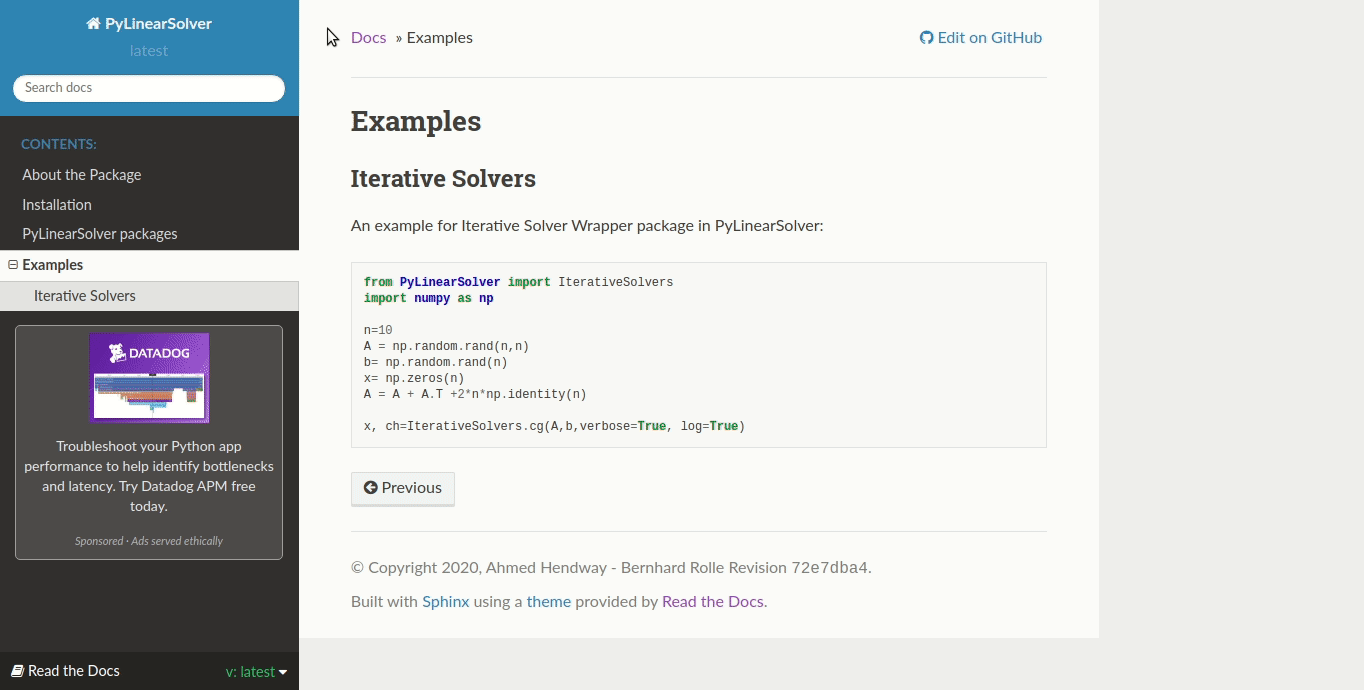 PyLinearSolver
latest
Search docs
CONTENTS:
About the Package
Installation
PyLinearSolver packages
Examples
Iterative Solvers
DATADOG
Troubleshoot your Python app
performance to help identify bottlenecks
and latency. Try Datadog APM free
today.
Sponsored · Ads served ethically
Read the Docs
v: latest
Docs » Examples
Edit on GitHub
Examples
Iterative Solvers
An example for Iterative Solver Wrapper package in PyLinearSolver:
from PyLinearSolver import IterativeSolvers
import numpy as np
n=10
A = np.random.rand(n,n)
b= np.random.rand(n)
x= np.zeros(n)
A = A + A.T +2*n*np.identity(n)
x, ch=IterativeSolvers.cg(A,b,verbose=True, log=True)
Previous
© Copyright 2020, Ahmed Hendway - Bernhard Rolle Revision 72e7dba4.
Built with Sphinx using a theme provided by Read the Docs.